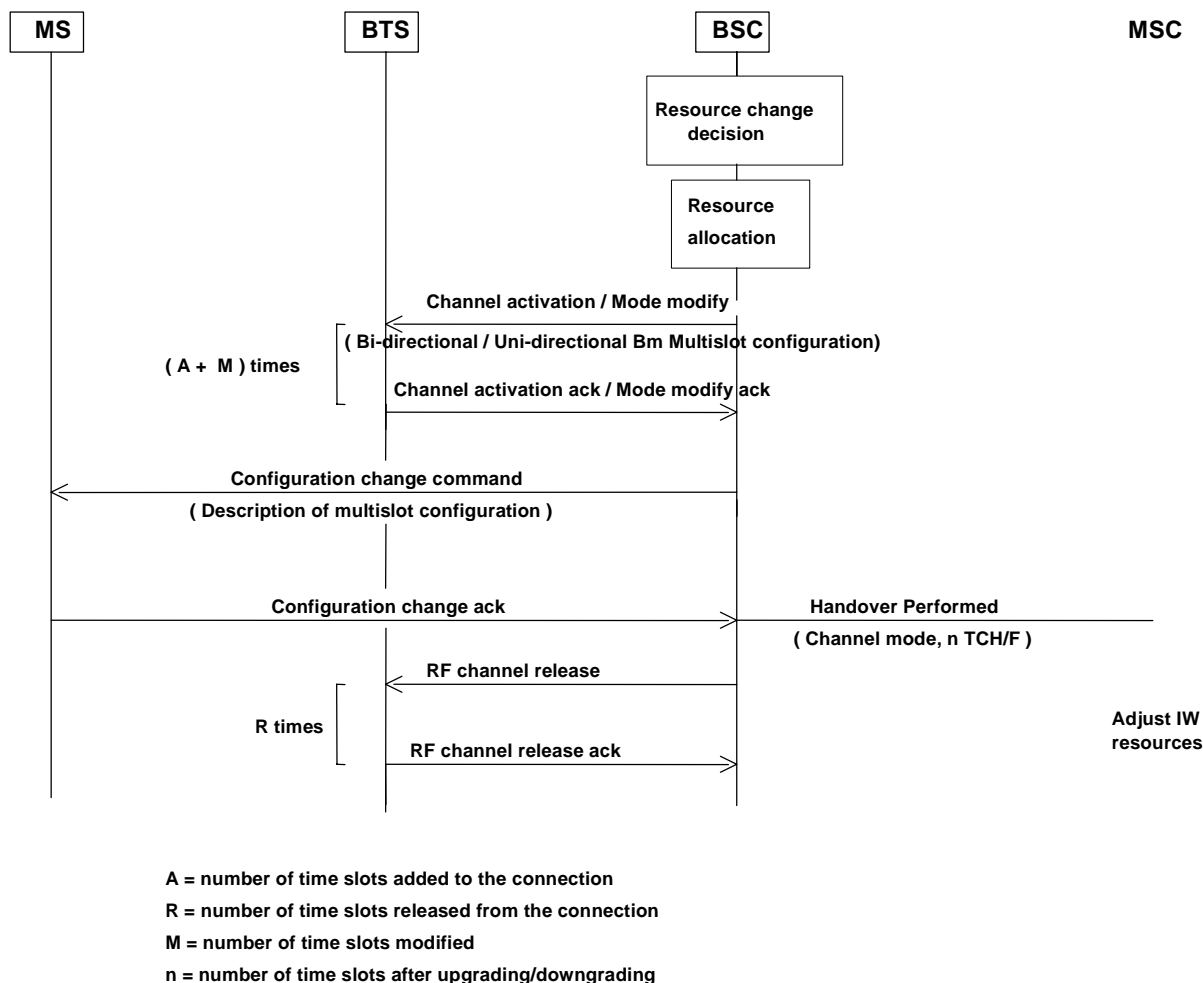 MS BTS BSC MSC
Resource change
decision
Resource
allocation
Channel activation / Mode modify
( Bi-directional / Uni-directional Bm Multislot configuration)
( A + M ) times
Channel activation ack / Mode modify ack
Configuration change command
( Description of multislot configuration )
Configuration change ack
Handover Performed
( Channel mode, n TCH/F )
RF channel release
R times
Adjust IW
resources
RF channel release ack
A = number of time slots added to the connection
R = number of time slots released from the connection
M = number of time slots modified
n = number of time slots after upgrading/downgrading